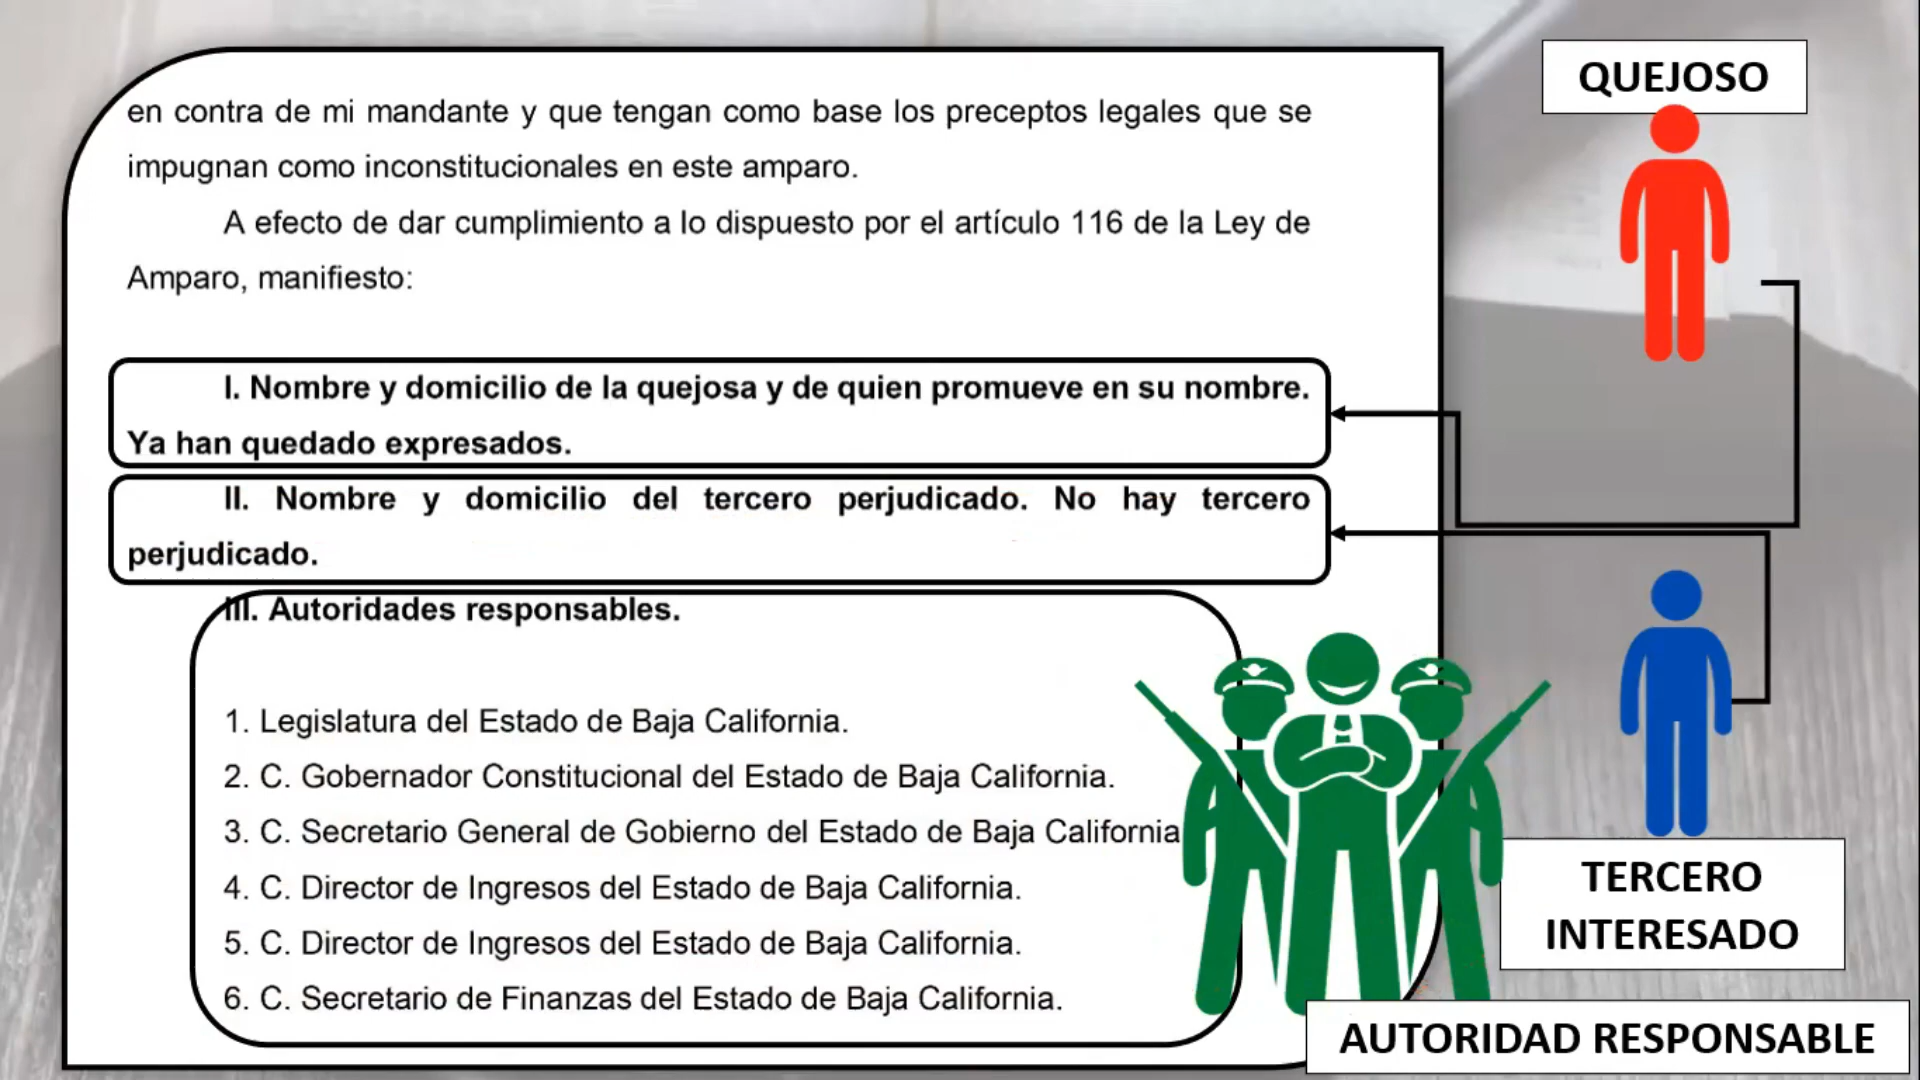 QUEJOSO
en contra de mi mandante y que tengan como base los preceptos legales que se
impugnan como inconstitucionales en este amparo.
A efecto de dar cumplimiento a lo dispuesto por el artículo 116 de la Ley de
Amparo, manifiesto:
I. Nombre y domicilio de la quejosa y de quien promueve en su nombre.
Ya han quedado expresados.
II. Nombre y domicilio del tercero perjudicado. No hay tercero
perjudicado.
III. Autoridades responsables.
1. Legislatura del Estado de Baja California.
2. C. Gobernador Constitucional del Estado de Baja California.
3. C. Secretario General de Gobierno del Estado de Baja California
4. C. Director de Ingresos del Estado de Baja California.
5. C. Director de Ingresos del Estado de Baja California.
6. C. Secretario de Finanzas del Estado de Baja California.
TERCERO
INTERESADO
AUTORIDAD RESPONSABLE